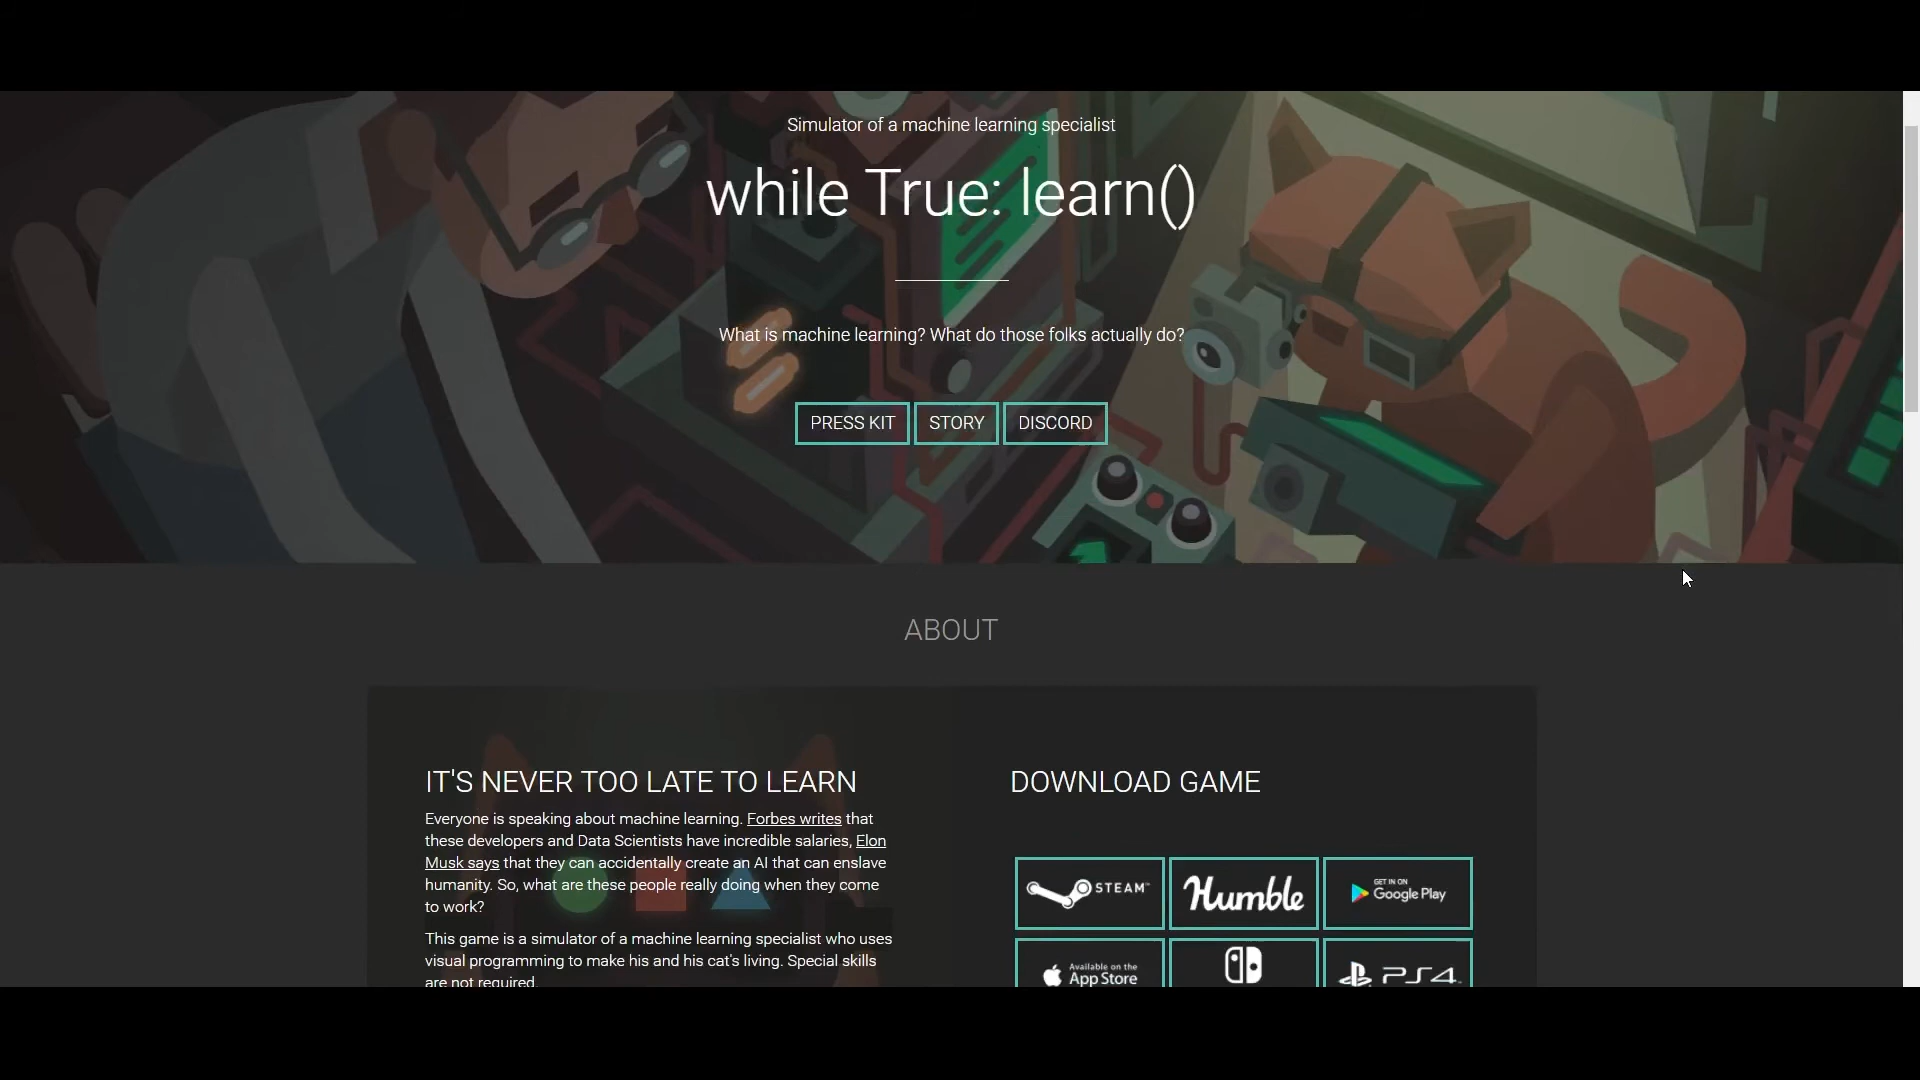 Simulator of a machine learning specialist
while True: learn()
What is machine learning? What do those folks actually do?
PRESS KIT STORY DISCORD
ABOUT
IT'S NEVER TOO LATE TO LEARN
Everyone is speaking about machine learning. Forbes writes that
these developers and Data Scientists have incredible salaries, Elon
Musk says that they can accidentally create an AI that can enslave
humanity. So, what are these people really doing when they come
to work?
This game is a simulator of a machine learning specialist who uses
visual programming to make his and his cat's living. Special skills
are not required.
DOWNLOAD GAME
STEAM Humble GET IN ON Google Play
Available on the App Store PS4